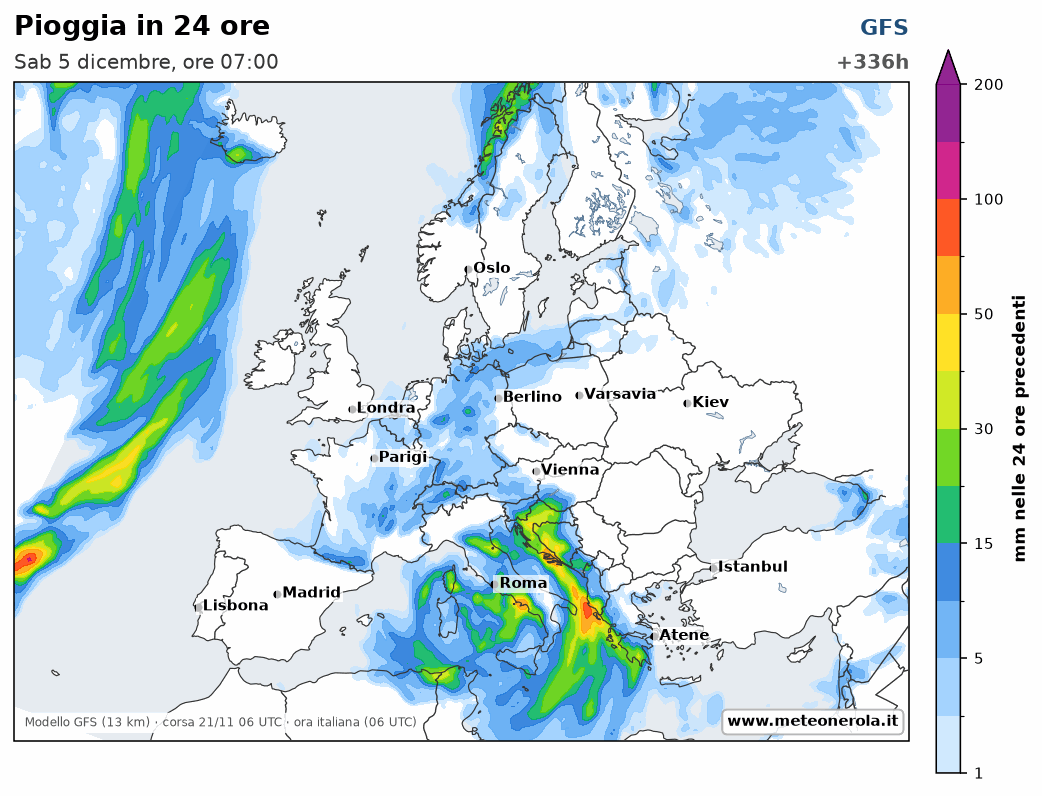 Pioggia in 24 ore
GFS
Sab 5 dicembre, ore 07:00
+336h
200
100
50
30
15
5
1
mm nelle 24 ore precedenti
Oslo
Londra
Berlino
Varsavia
Kiev
Parigi
Vienna
Istanbul
Roma
Madrid
Lisbona
Atene
Modello GFS (13 km) · corsa 21/11 06 UTC · ora italiana (06 UTC)
www.meteonerola.it